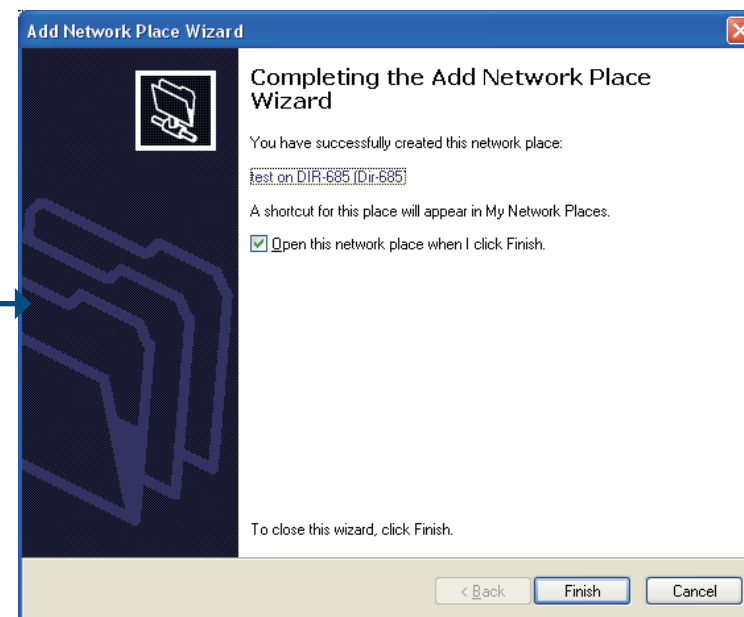 Add Network Place Wizard
Completing the Add Network Place
Wizard
You have successfully created this network place:
test on DIR-685 (Dir-685)
A shortcut for this place will appear in My Network Places.
Open this network place when I click Finish.
To close this wizard, click Finish.
< Back Finish Cancel